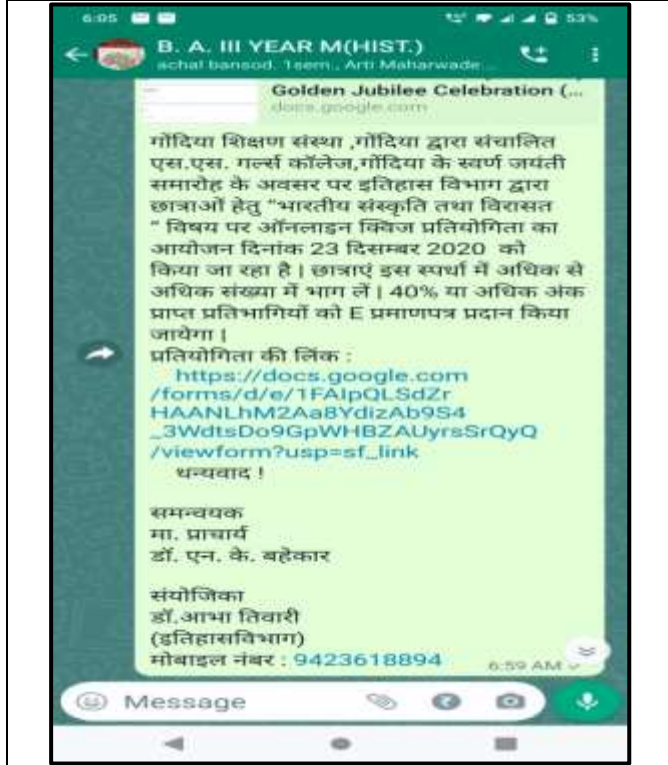 6:05 53%
B. A. III YEAR M(HIST.)
achal bansod. 1sem., Arti Maharwade...
Golden Jubilee Celebration (...
docs.google.com
गोंदिया शिक्षण संस्था ,गोंदिया द्वारा संचालित
एस.एस. गर्ल्स कॉलेज,गोंदिया के स्वर्ण जयंती
समारोह के अवसर पर इतिहास विभाग द्वारा
छात्राओं हेतु “भारतीय संस्कृति तथा विरासत
“ विषय पर ऑनलाइन क्विज प्रतियोगिता का
आयोजन दिनांक 23 दिसम्बर 2020 को
किया जा रहा है | छात्राएं इस स्पर्धा में अधिक से
अधिक संख्या में भाग लें | 40% या अधिक अंक
प्राप्त प्रतिभागियों को E प्रमाणपत्र प्रदान किया
जायेगा |
प्रतियोगिता की लिंक :
https://docs.google.com
/forms/d/e/1FAIpQLSdZr
HAANLhM2Aa8YdizAb9S4
_3WdtsDo9GpWHBZAUyrsSrQyQ
/viewform?usp=sf_link
धन्यवाद !
समन्वयक
मा. प्राचार्य
डॉ. एन. के. बहेकार
संयोजिका
डॉ.आभा तिवारी
(इतिहासविभाग)
मोबाइल नंबर : 9423618894
6:59 AM
Message